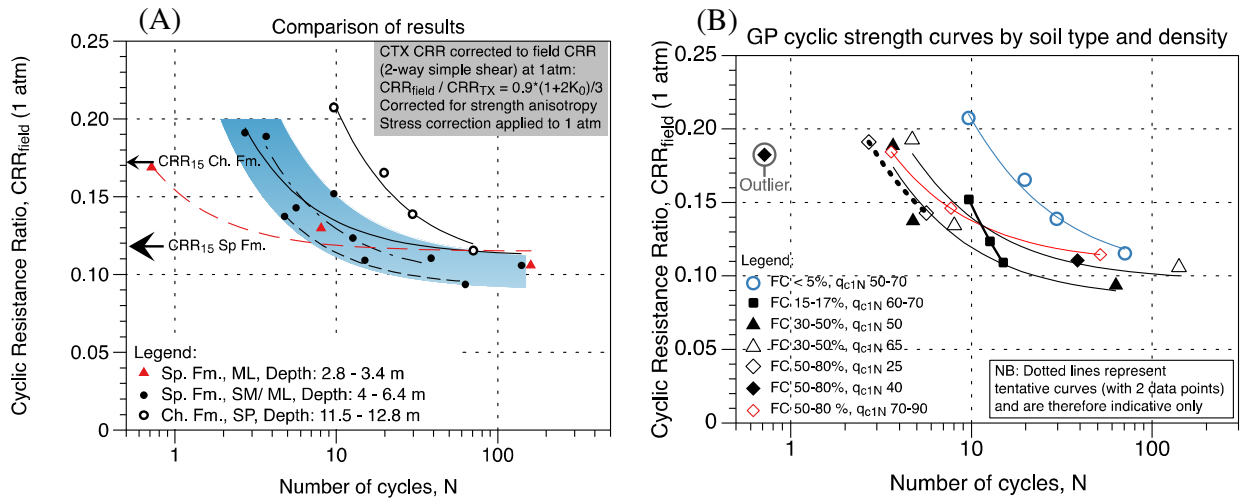 (A)
Comparison of results
CTX CRR corrected to field CRR
(2-way simple shear) at 1atm:
CRRfield / CRRTX = 0.9*(1+2K0)/3
Corrected for strength anisotropy
Stress correction applied to 1 atm
Cyclic Resistance Ratio, CRRfield (1 atm)
0.25
0.20
0.15
0.10
0.05
0
CRR15 Ch. Fm.
CRR15 Sp Fm.
Legend:
Sp. Fm., ML, Depth: 2.8 - 3.4 m
Sp. Fm., SM/ ML, Depth: 4 - 6.4 m
Ch. Fm., SP, Depth: 11.5 - 12.8 m
1 10 100
Number of cycles, N
(B)
GP cyclic strength curves by soil type and density
Cyclic Resistance Ratio, CRRfield (1 atm)
0.25
0.20
0.15
0.10
0.05
0
Outlier
Legend:
FC < 5%, qc1N 50-70
FC 15-17%, qc1N 60-70
FC 30-50%, qc1N 50
FC 30-50%, qc1N 65
FC 50-80%, qc1N 25
FC 50-80%, qc1N 40
FC 50-80 %, qc1N 70-90
NB: Dotted lines represent
tentative curves (with 2 data points)
and are therefore indicative only
1 10 100
Number of cycles, N